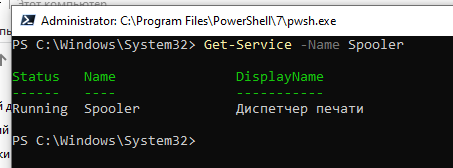 Administrator: C:\Program Files\PowerShell\7\pwsh.exe
PS C:\Windows\System32> Get-Service -Name Spooler
Status   Name               DisplayName
------   ----               -----------
Running  Spooler            Диспетчер печати
PS C:\Windows\System32>